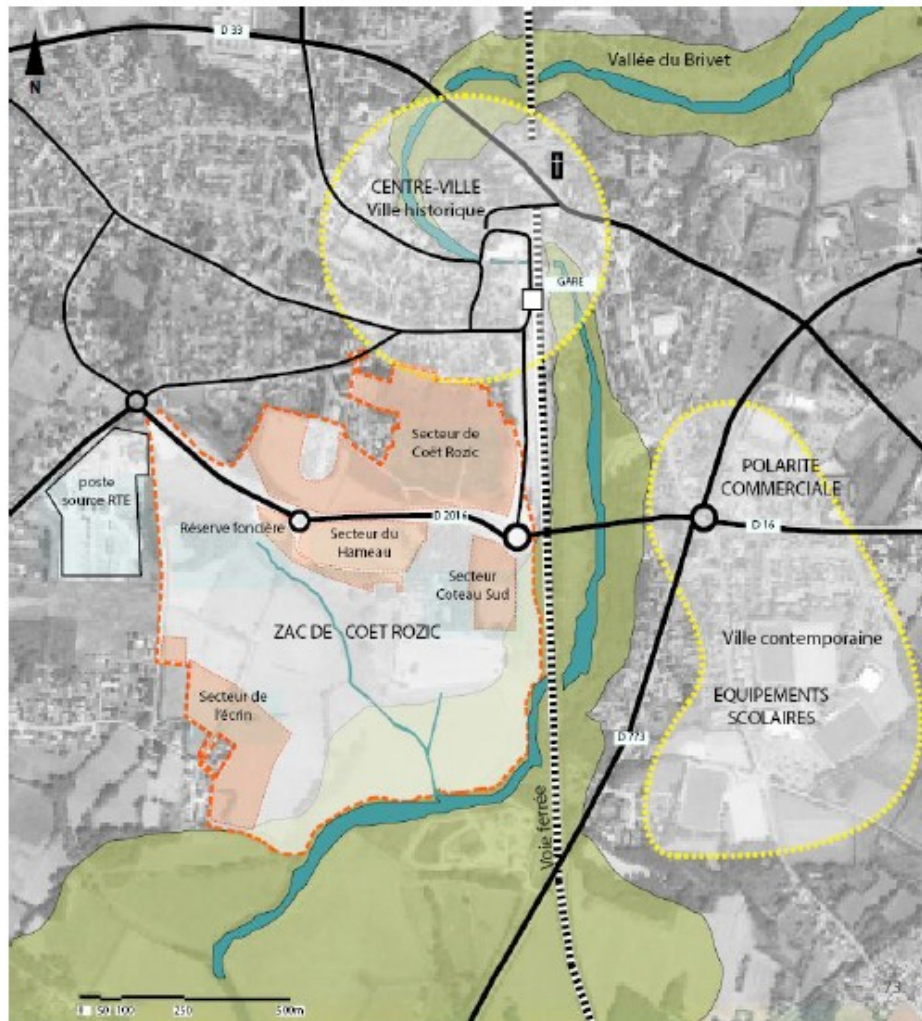 D 33
Vallée du Brivet
N
CENTRE-VILLE
Ville historique
GARE
Secteur de
Coët Rozic
poste
source RTE
POLARITE
COMMERCIALE
Réserve foncière
D 2016
D 16
Secteur du
Hameau
Secteur
Coteau Sud
ZAC DE COET ROZIC
Ville contemporaine
Secteur de
l'écrin
EQUIPEMENTS
SCOLAIRES
D 773
Voie ferrée
73
0 50 100 250 500m